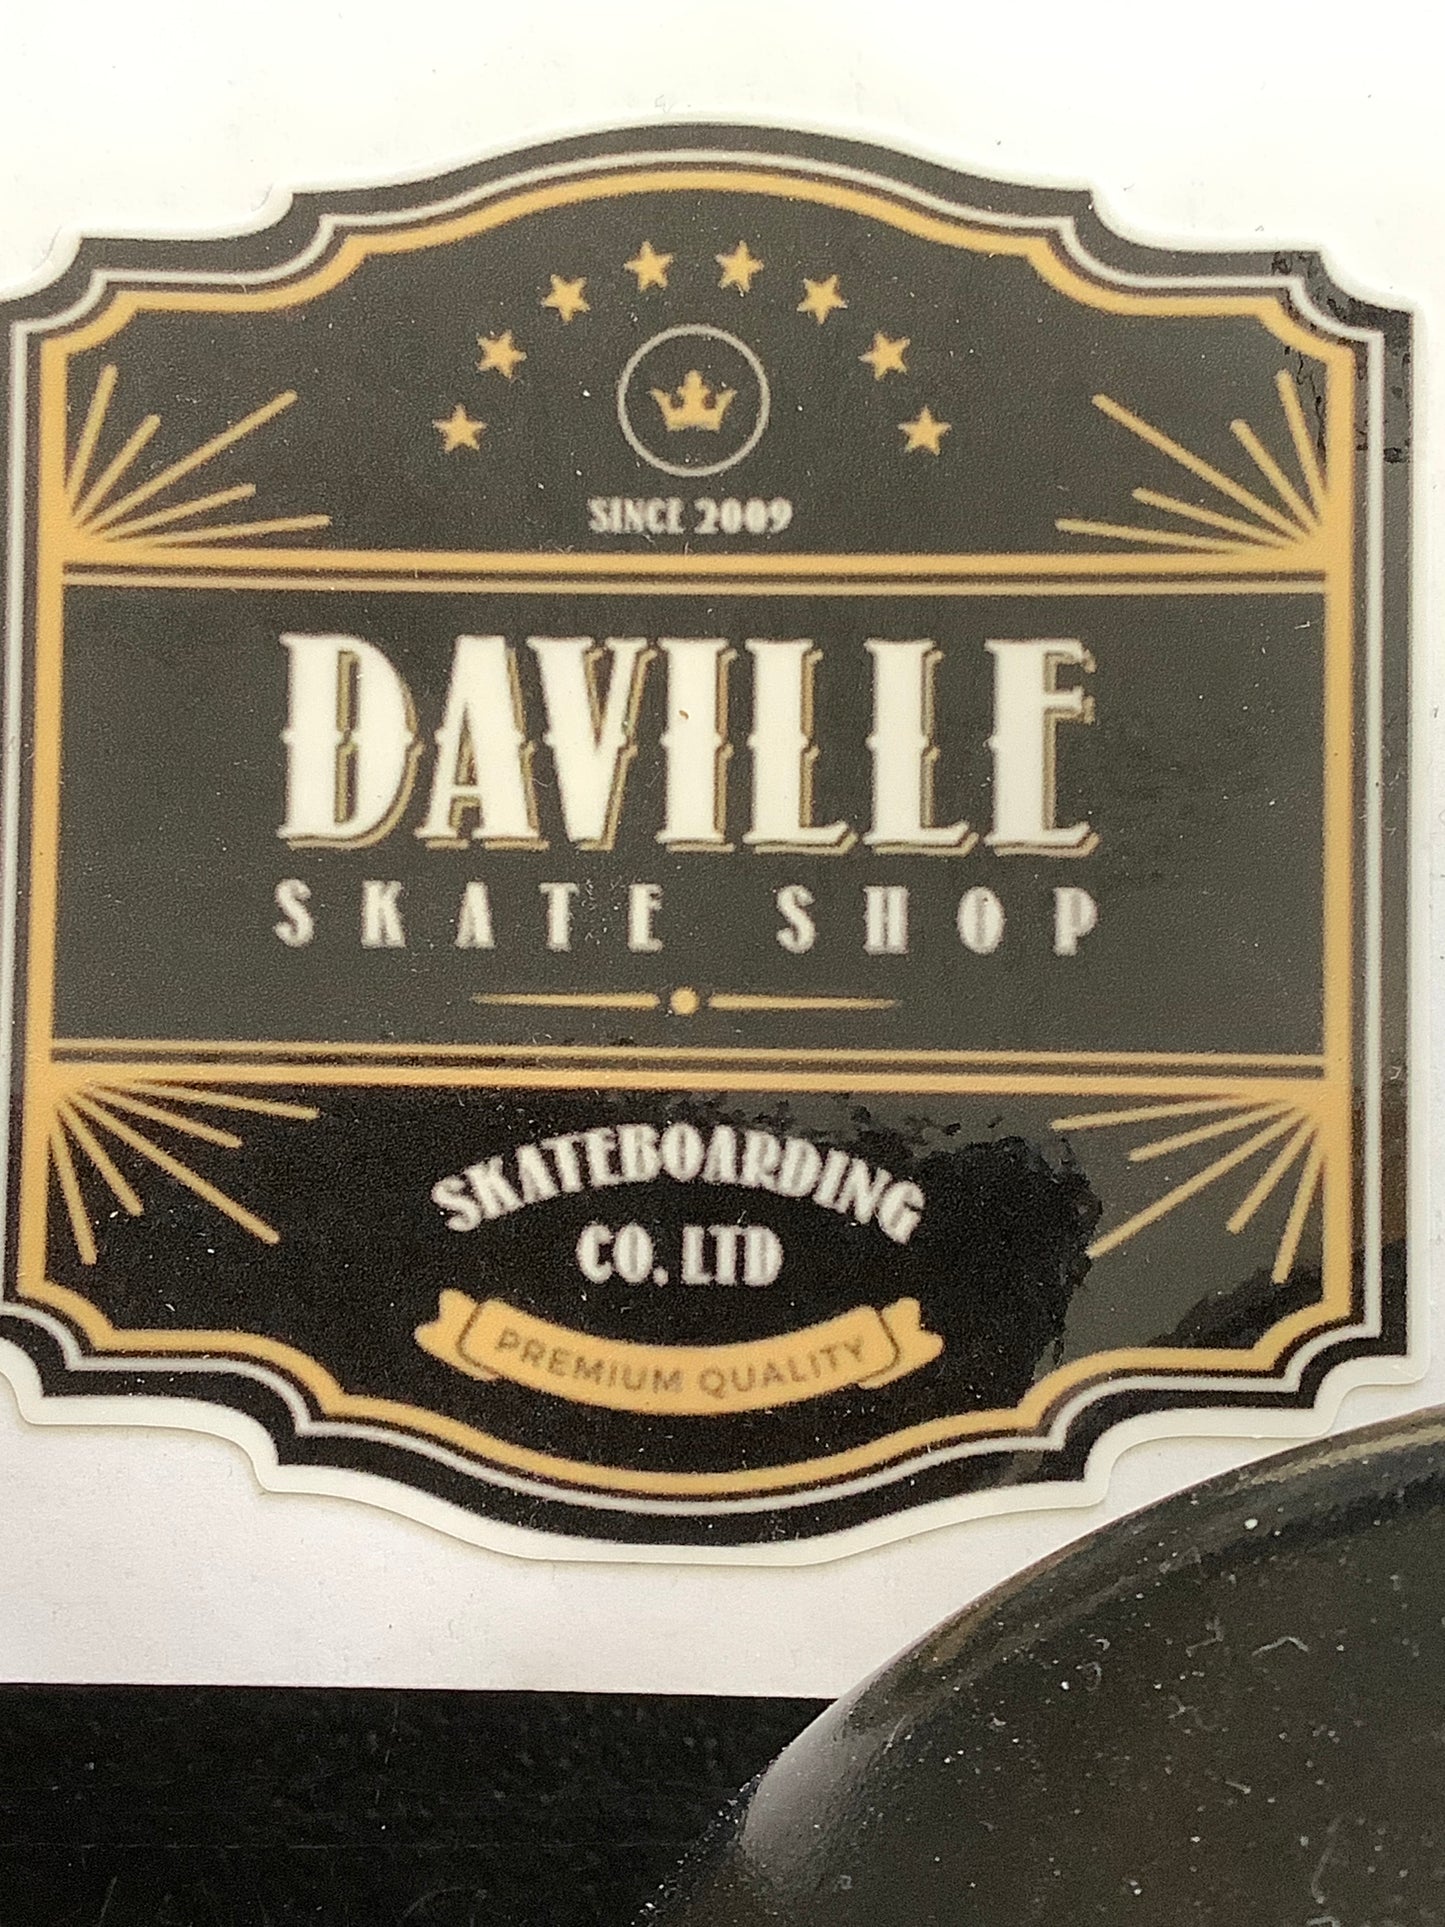 SINCE 2009
DAVILLE
SKATE SHOP
SKATEBOARDING
CO. LTD
PREMIUM QUALITY